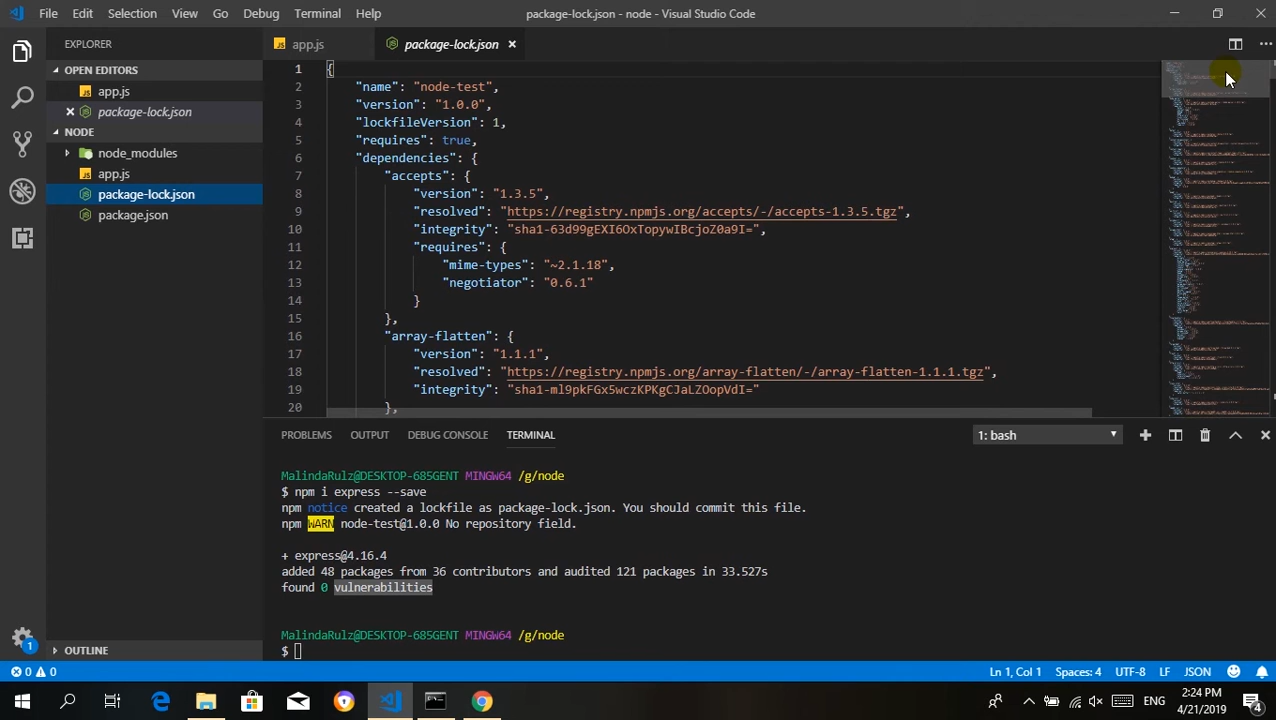 File Edit Selection View Go Debug Terminal Help package-lock.json - node - Visual Studio Code
EXPLORER
OPEN EDITORS
app.js
package-lock.json
NODE
node_modules
app.js
package-lock.json
package.json
OUTLINE
app.js package-lock.json
1 {
2 "name": "node-test",
3 "version": "1.0.0",
4 "lockfileVersion": 1,
5 "requires": true,
6 "dependencies": {
7 "accepts": {
8 "version": "1.3.5",
9 "resolved": "https://registry.npmjs.org/accepts/-/accepts-1.3.5.tgz",
10 "integrity": "sha1-63d99gEXI6OxTopywIBcjoZ0a9I=",
11 "requires": {
12 "mime-types": "~2.1.18",
13 "negotiator": "0.6.1"
14 }
15 },
16 "array-flatten": {
17 "version": "1.1.1",
18 "resolved": "https://registry.npmjs.org/array-flatten/-/array-flatten-1.1.1.tgz",
19 "integrity": "sha1-ml9pkFGx5wczKPKgCJaLZOopVdI="
20 },
PROBLEMS OUTPUT DEBUG CONSOLE TERMINAL 1: bash
MalindaRulz@DESKTOP-685GENT MINGW64 /g/node
$ npm i express --save
npm notice created a lockfile as package-lock.json. You should commit this file.
npm WARN node-test@1.0.0 No repository field.
+ express@4.16.4
added 48 packages from 36 contributors and audited 121 packages in 33.527s
found 0 vulnerabilities
MalindaRulz@DESKTOP-685GENT MINGW64 /g/node
$
1
0 0 Ln 1, Col 1 Spaces: 4 UTF-8 LF JSON
ENG 2:24 PM
4/21/2019 4